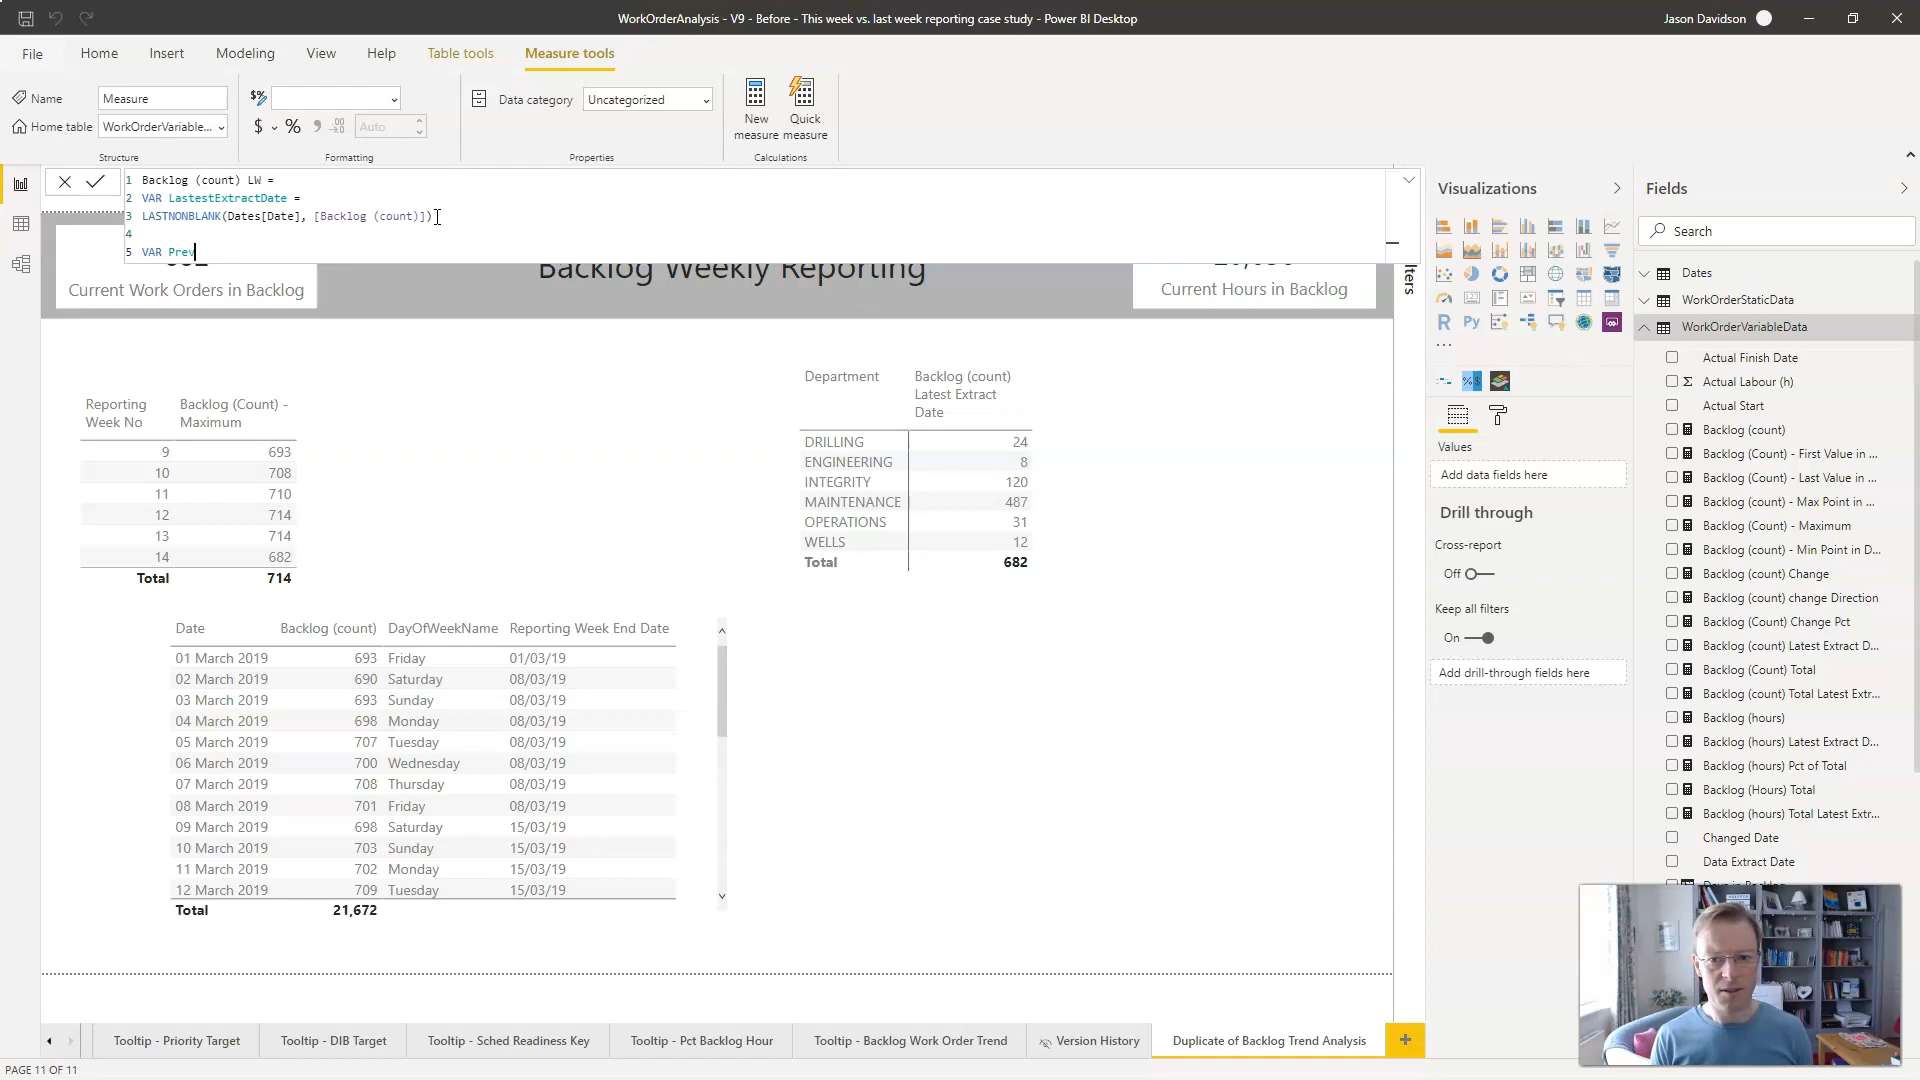 WorkOrderAnalysis - V9 - Before - This week vs. last week reporting case study - Power BI Desktop
Jason Davidson
File
Home
Insert
Modeling
View
Help
Table tools
Measure tools
Name
Measure
Home table
WorkOrderVariable...
Structure
$ %
Auto
Formatting
Data category
Uncategorized
Properties
New measure
Quick measure
Calculations
1 Backlog (count) LW =
2 VAR LastestExtractDate =
3 LASTNONBLANK(Dates[Date], [Backlog (count)])
4
5 VAR Prev
Current Work Orders in Backlog
Backlog Weekly Reporting
Current Hours in Backlog
Reporting Week No
Backlog (Count) - Maximum
9 693
10 708
11 710
12 714
13 714
14 682
Total 714
Department
Backlog (count) Latest Extract Date
DRILLING 24
ENGINEERING 8
INTEGRITY 120
MAINTENANCE 487
OPERATIONS 31
WELLS 12
Total 682
Date Backlog (count) DayOfWeekName Reporting Week End Date
01 March 2019 693 Friday 01/03/19
02 March 2019 690 Saturday 08/03/19
03 March 2019 693 Sunday 08/03/19
04 March 2019 698 Monday 08/03/19
05 March 2019 707 Tuesday 08/03/19
06 March 2019 700 Wednesday 08/03/19
07 March 2019 708 Thursday 08/03/19
08 March 2019 701 Friday 08/03/19
09 March 2019 698 Saturday 15/03/19
10 March 2019 703 Sunday 15/03/19
11 March 2019 702 Monday 15/03/19
12 March 2019 709 Tuesday 15/03/19
Total 21,672
Visualizations
R Py
...
Values
Add data fields here
Drill through
Cross-report
Off
Keep all filters
On
Add drill-through fields here
Fields
Search
Dates
WorkOrderStaticData
WorkOrderVariableData
Actual Finish Date
Σ Actual Labour (h)
Actual Start
Backlog (count)
Backlog (Count) - First Value in ...
Backlog (Count) - Last Value in ...
Backlog (count) - Max Point in ...
Backlog (Count) - Maximum
Backlog (count) - Min Point in D...
Backlog (count) Change
Backlog (count) change Direction
Backlog (Count) Change Pct
Backlog (count) Latest Extract D...
Backlog (Count) Total
Backlog (count) Total Latest Extr...
Backlog (hours)
Backlog (hours) Latest Extract D...
Backlog (hours) Pct of Total
Backlog (Hours) Total
Backlog (hours) Total Latest Extr...
Changed Date
Data Extract Date
Tooltip - Priority Target
Tooltip - DIB Target
Tooltip - Sched Readiness Key
Tooltip - Pct Backlog Hour
Tooltip - Backlog Work Order Trend
Version History
Duplicate of Backlog Trend Analysis
PAGE 11 OF 11